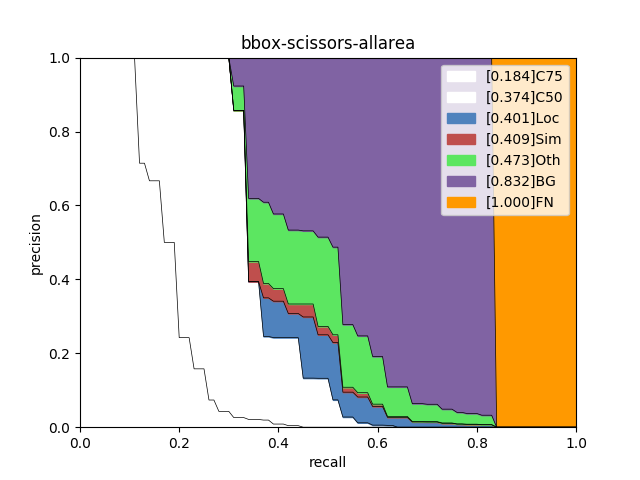 bbox-scissors-allarea
1.0
0.8
0.6
0.4
0.2
0.0
precision
[0.184]C75
[0.374]C50
[0.401]Loc
[0.409]Sim
[0.473]Oth
[0.832]BG
[1.000]FN
0.0 0.2 0.4 0.6 0.8 1.0
recall